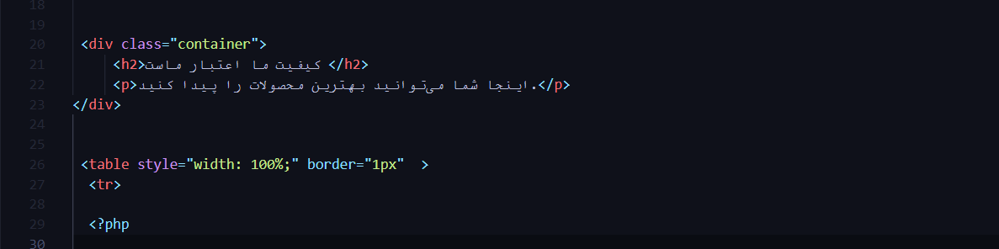 18
19
20 <div class="container">
21 <h2>کیفیت ما اعتبار ماست </h2>
22 <p>اینجا شما می‌توانید بهترین محصولات را پیدا کنید.</p>
23 </div>
24
25
26 <table style="width: 100%;" border="1px"  >
27 <tr>
28
29 <?php
30